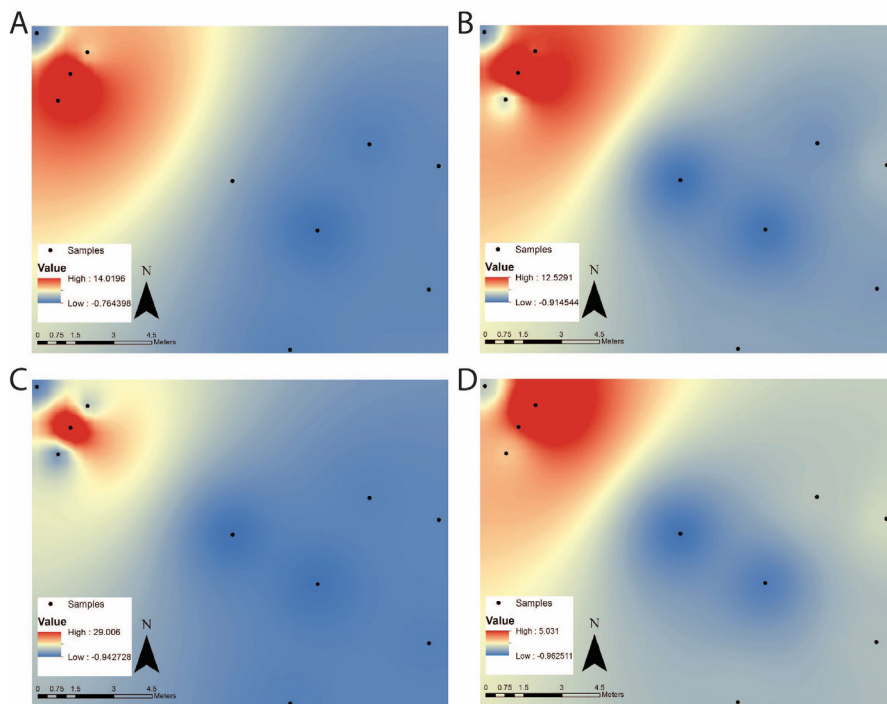 A
Samples
Value
High : 14.0196
Low : -0.764398
N
0 0.75 1.5 3 4.5
Meters
B
Samples
Value
High : 12.5291
Low : -0.914544
N
0 0.75 1.5 3 4.5
Meters
C
Samples
Value
High : 29.006
Low : -0.942728
N
0 0.75 1.5 3 4.5
Meters
D
Samples
Value
High : 5.031
Low : -0.962511
N
0 0.75 1.5 3 4.5
Meters